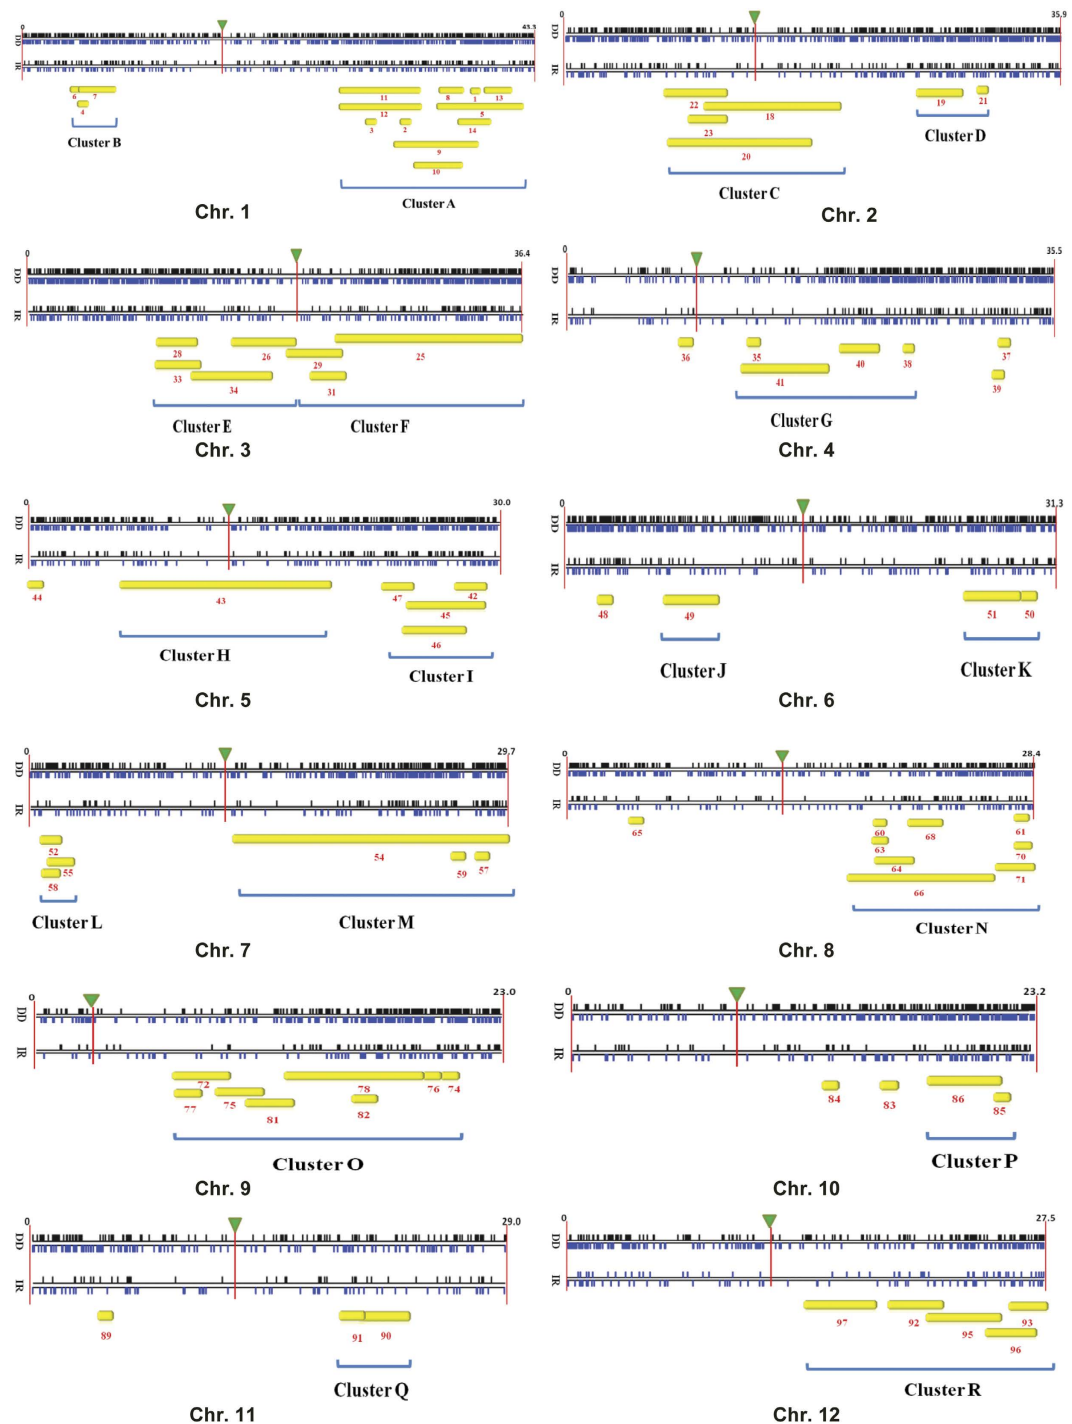 0 43.3
DD
IR
6 7
4
11 8 1 13
12 5
3 2 14
9
10
Cluster B
Cluster A
Chr. 1
0 35.9
DD
IR
22 18
23
20
19 21
Cluster C
Cluster D
Chr. 2
0 36.4
DD
IR
28 26 25
33 29
34 31
Cluster E
Cluster F
Chr. 3
0 35.5
DD
IR
36 35 40 38 37
41 39
Cluster G
Chr. 4
0 30.0
DD
IR
44 43 47 42
45
46
Cluster H
Cluster I
Chr. 5
0 31.3
DD
IR
48 49 51 50
Cluster J
Cluster K
Chr. 6
0 29.7
DD
IR
52 54
55 59 57
58
Cluster L
Cluster M
Chr. 7
0 28.4
DD
IR
65 60 68 61
63 70
64 71
66
Cluster N
Chr. 8
0 23.0
DD
IR
72 78 76 74
77 75 82
81
Cluster O
Chr. 9
0 23.2
DD
IR
84 83 86 85
Cluster P
Chr. 10
0 29.0
DD
IR
89 91 90
Cluster Q
Chr. 11
0 27.5
DD
IR
97 92 93
95
96
Cluster R
Chr. 12